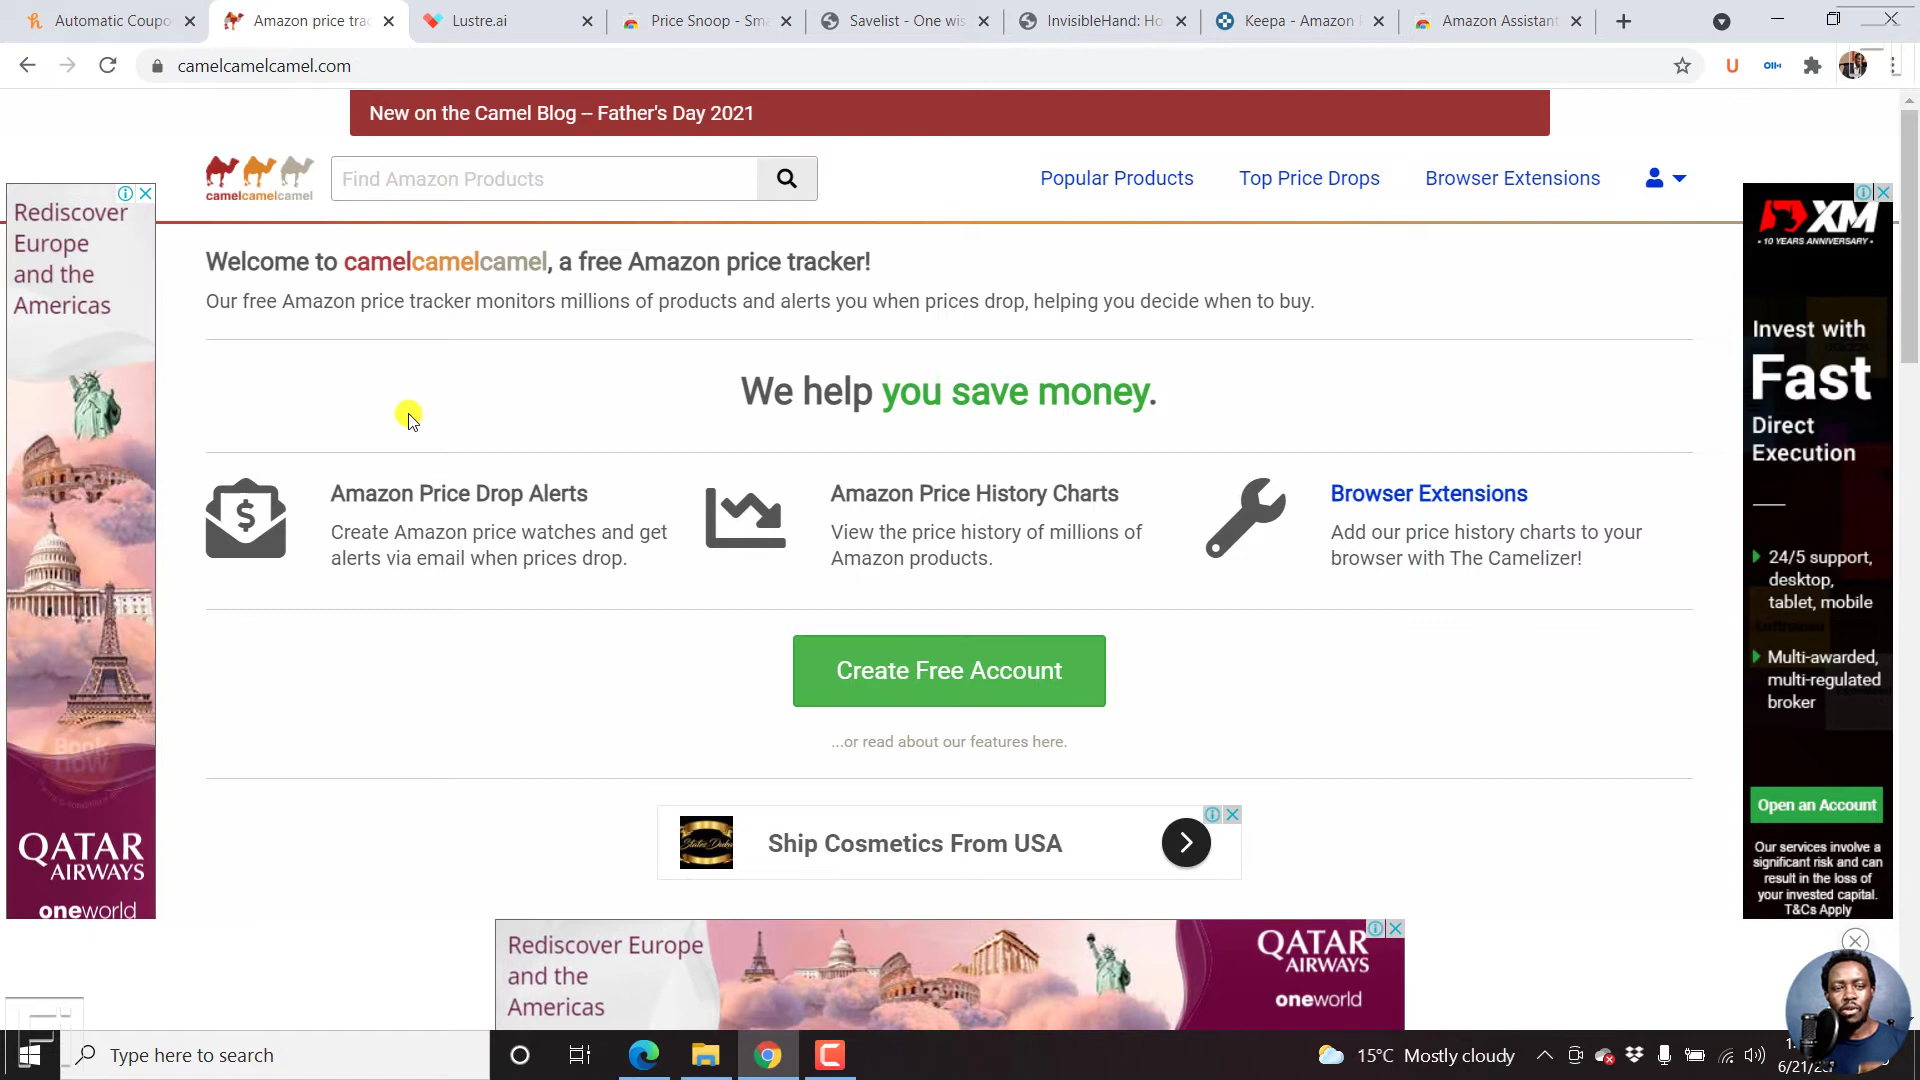 Automatic Coupo
Amazon price trac
Lustre.ai
Price Snoop - Sma
Savelist - One wis
InvisibleHand: Ho
Keepa - Amazon P
Amazon Assistant
camelcamelcamel.com
New on the Camel Blog – Father's Day 2021
camelcamelcamel
Find Amazon Products
Popular Products
Top Price Drops
Browser Extensions
Welcome to camelcamelcamel, a free Amazon price tracker!
Our free Amazon price tracker monitors millions of products and alerts you when prices drop, helping you decide when to buy.
We help you save money.
Amazon Price Drop Alerts
Create Amazon price watches and get
alerts via email when prices drop.
Amazon Price History Charts
View the price history of millions of
Amazon products.
Browser Extensions
Add our price history charts to your
browser with The Camelizer!
Create Free Account
...or read about our features here.
Ship Cosmetics From USA
Rediscover
Europe
and the
Americas
Book
now
QATAR
AIRWAYS
oneworld
XM
• 10 YEARS ANNIVERSARY •
Invest with
Fast
Direct
Execution
24/5 support,
desktop,
tablet, mobile
Multi-awarded,
multi-regulated
broker
Open an Account
Our services involve a
significant risk and can
result in the loss of
your invested capital.
T&Cs Apply
Rediscover Europe
and the
Americas
QATAR
AIRWAYS
oneworld
Type here to search
15°C Mostly cloudy